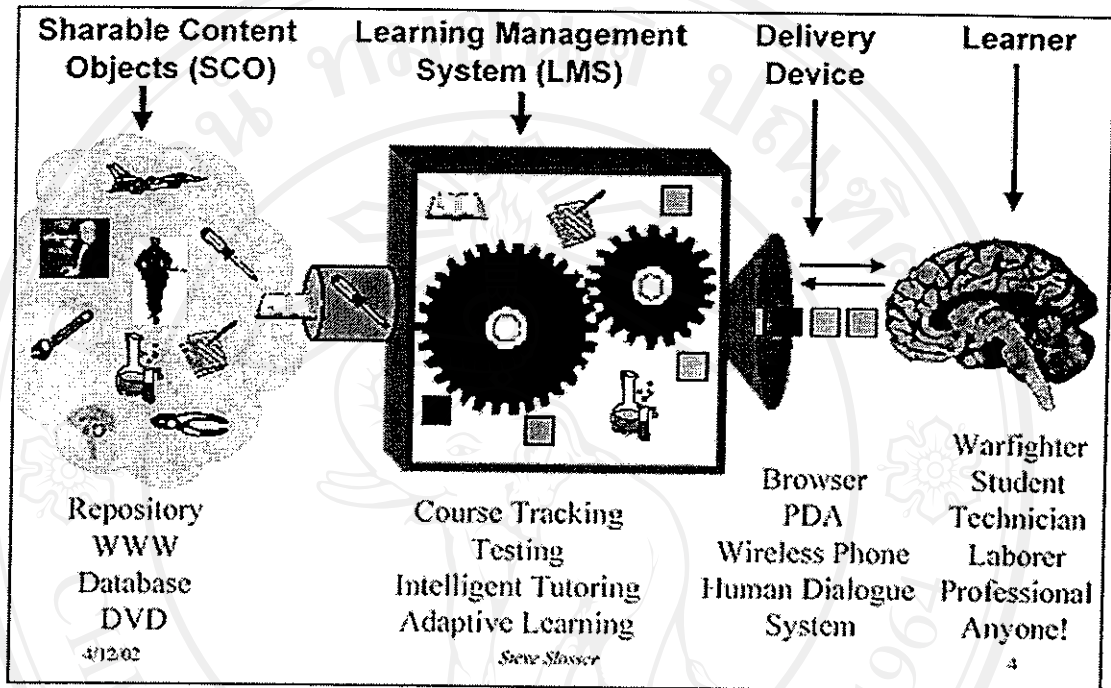 Sharable Content
Objects (SCO)
Learning Management
System (LMS)
Delivery
Device
Learner
Repository
WWW
Database
DVD
Course Tracking
Testing
Intelligent Tutoring
Adaptive Learning
Browser
PDA
Wireless Phone
Human Dialogue
System
Warfighter
Student
Technician
Laborer
Professional
Anyone!
4/12/02
Steve Slosser
4